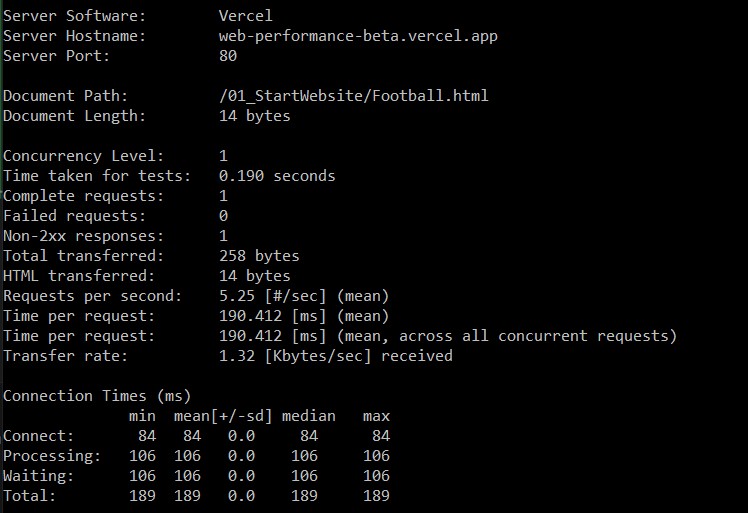 Server Software:        Vercel
Server Hostname:        web-performance-beta.vercel.app
Server Port:            80

Document Path:          /01_StartWebsite/Football.html
Document Length:        14 bytes

Concurrency Level:      1
Time taken for tests:   0.190 seconds
Complete requests:      1
Failed requests:        0
Non-2xx responses:      1
Total transferred:      258 bytes
HTML transferred:       14 bytes
Requests per second:    5.25 [#/sec] (mean)
Time per request:       190.412 [ms] (mean)
Time per request:       190.412 [ms] (mean, across all concurrent requests)
Transfer rate:          1.32 [Kbytes/sec] received

Connection Times (ms)
              min  mean[+/-sd] median   max
Connect:       84   84   0.0     84      84
Processing:   106  106   0.0    106     106
Waiting:      106  106   0.0    106     106
Total:        189  189   0.0    189     189